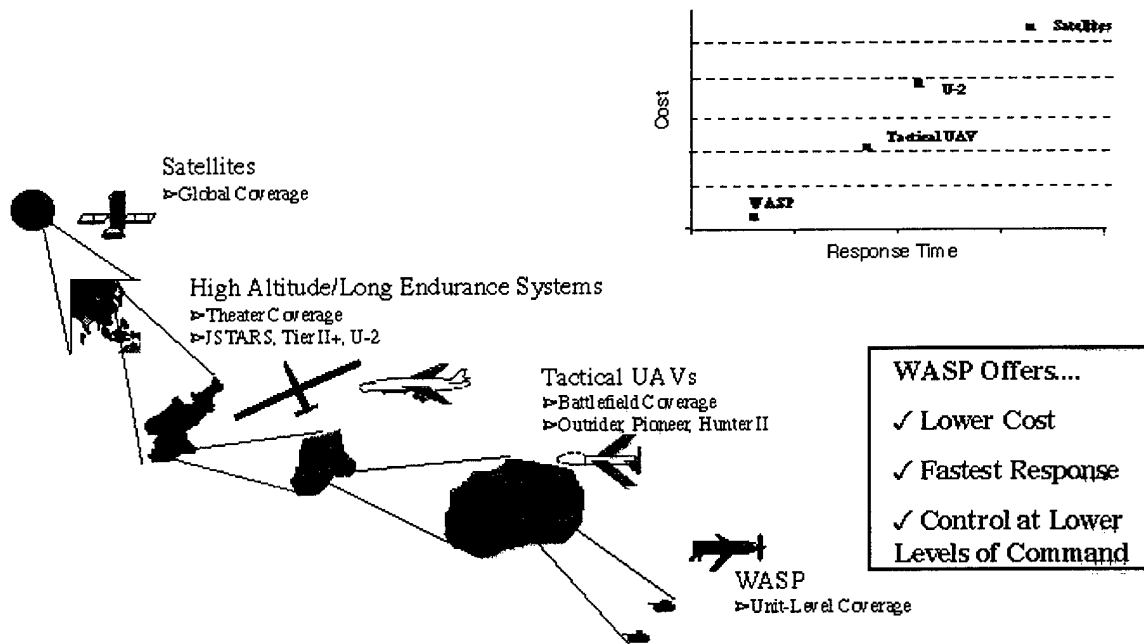 Satellites
U-2
Cost
Tactical UAV
WASP
Response Time
Satellites
➢Global Coverage
High Altitude/Long Endurance Systems
➢Theater Coverage
➢JSTARS, Tier II+, U-2
Tactical UAVs
➢Battlefield Coverage
➢Outrider, Pioneer, Hunter II
WASP
➢Unit-Level Coverage
WASP Offers....
✓ Lower Cost
✓ Fastest Response
✓ Control at Lower
Levels of Command